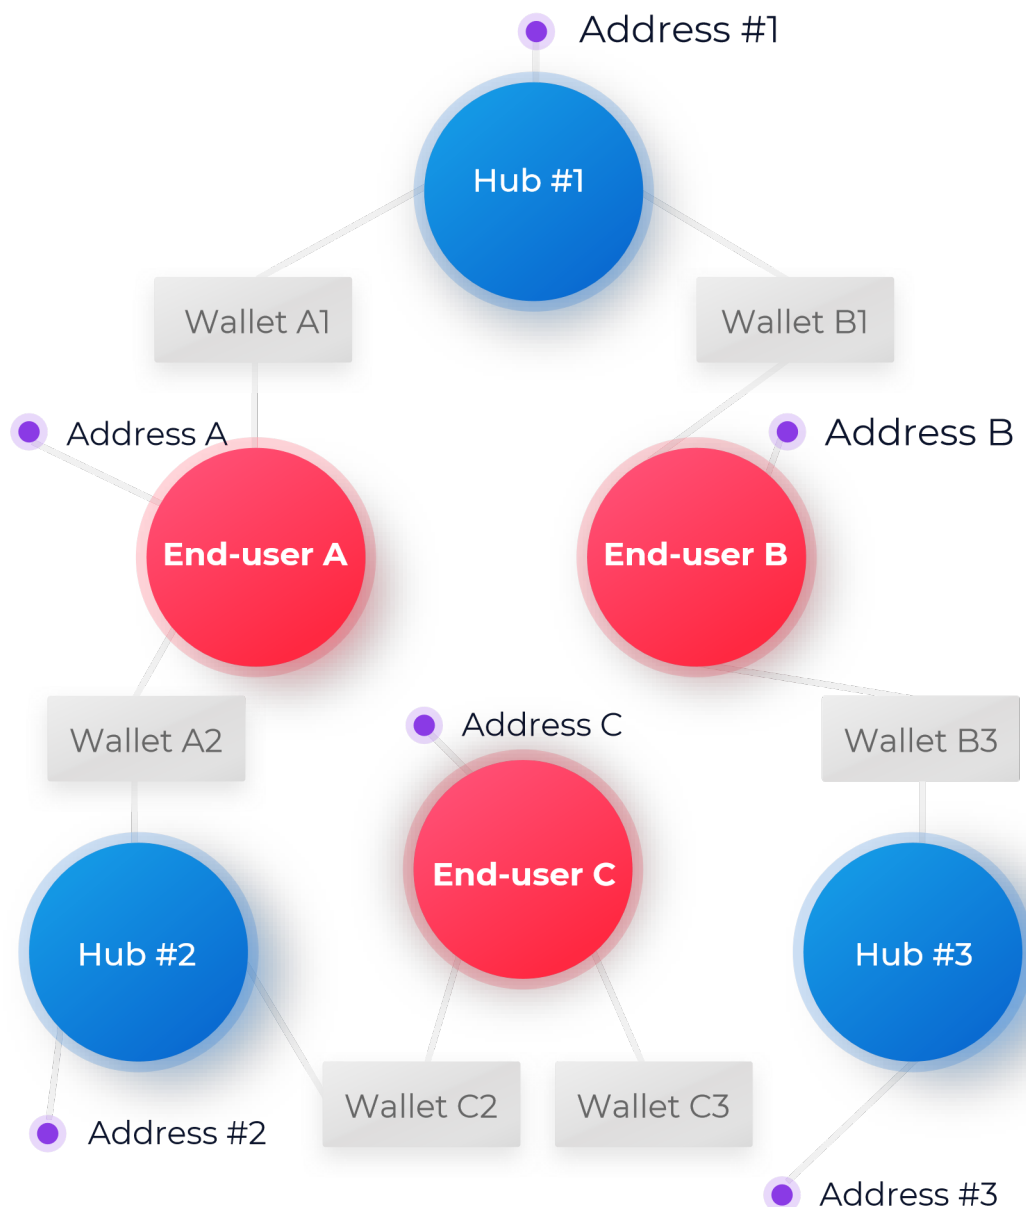 Address #1
Hub #1
Wallet A1
Wallet B1
Address A
Address B
End-user A
End-user B
Wallet A2
Address C
Wallet B3
End-user C
Hub #2
Hub #3
Wallet C2
Wallet C3
Address #2
Address #3